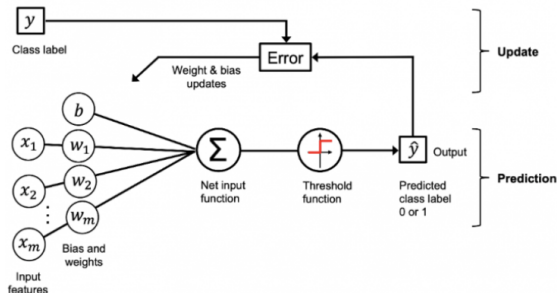 y
Class label
Error
Update
Weight & bias
updates
b
x₁
w₁
Σ
ŷ
Output
x₂
w₂
Net input
function
Threshold
function
Predicted
class label
0 or 1
Prediction
⋮
wₘ
xₘ
Bias and
weights
Input
features